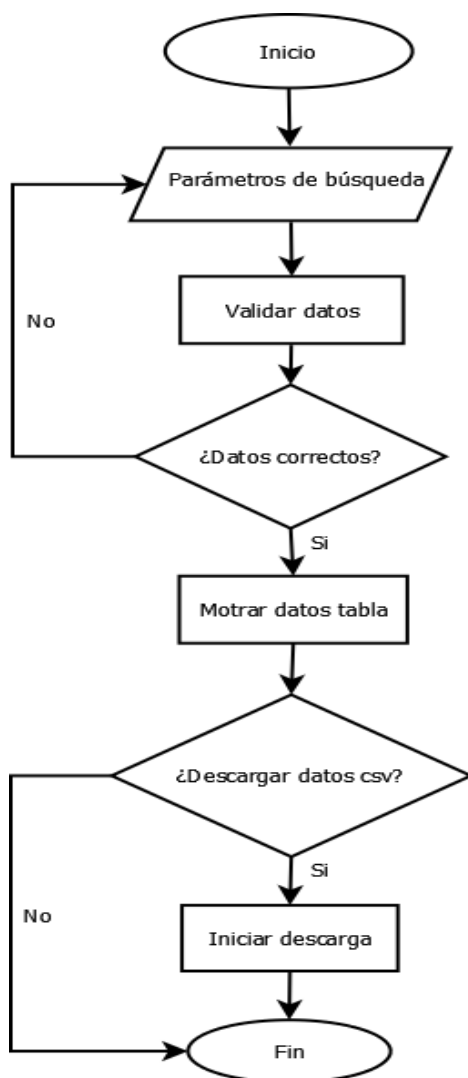 Inicio
Parámetros de búsqueda
Validar datos
No
¿Datos correctos?
Si
Motrar datos tabla
¿Descargar datos csv?
Si
No
Iniciar descarga
Fin